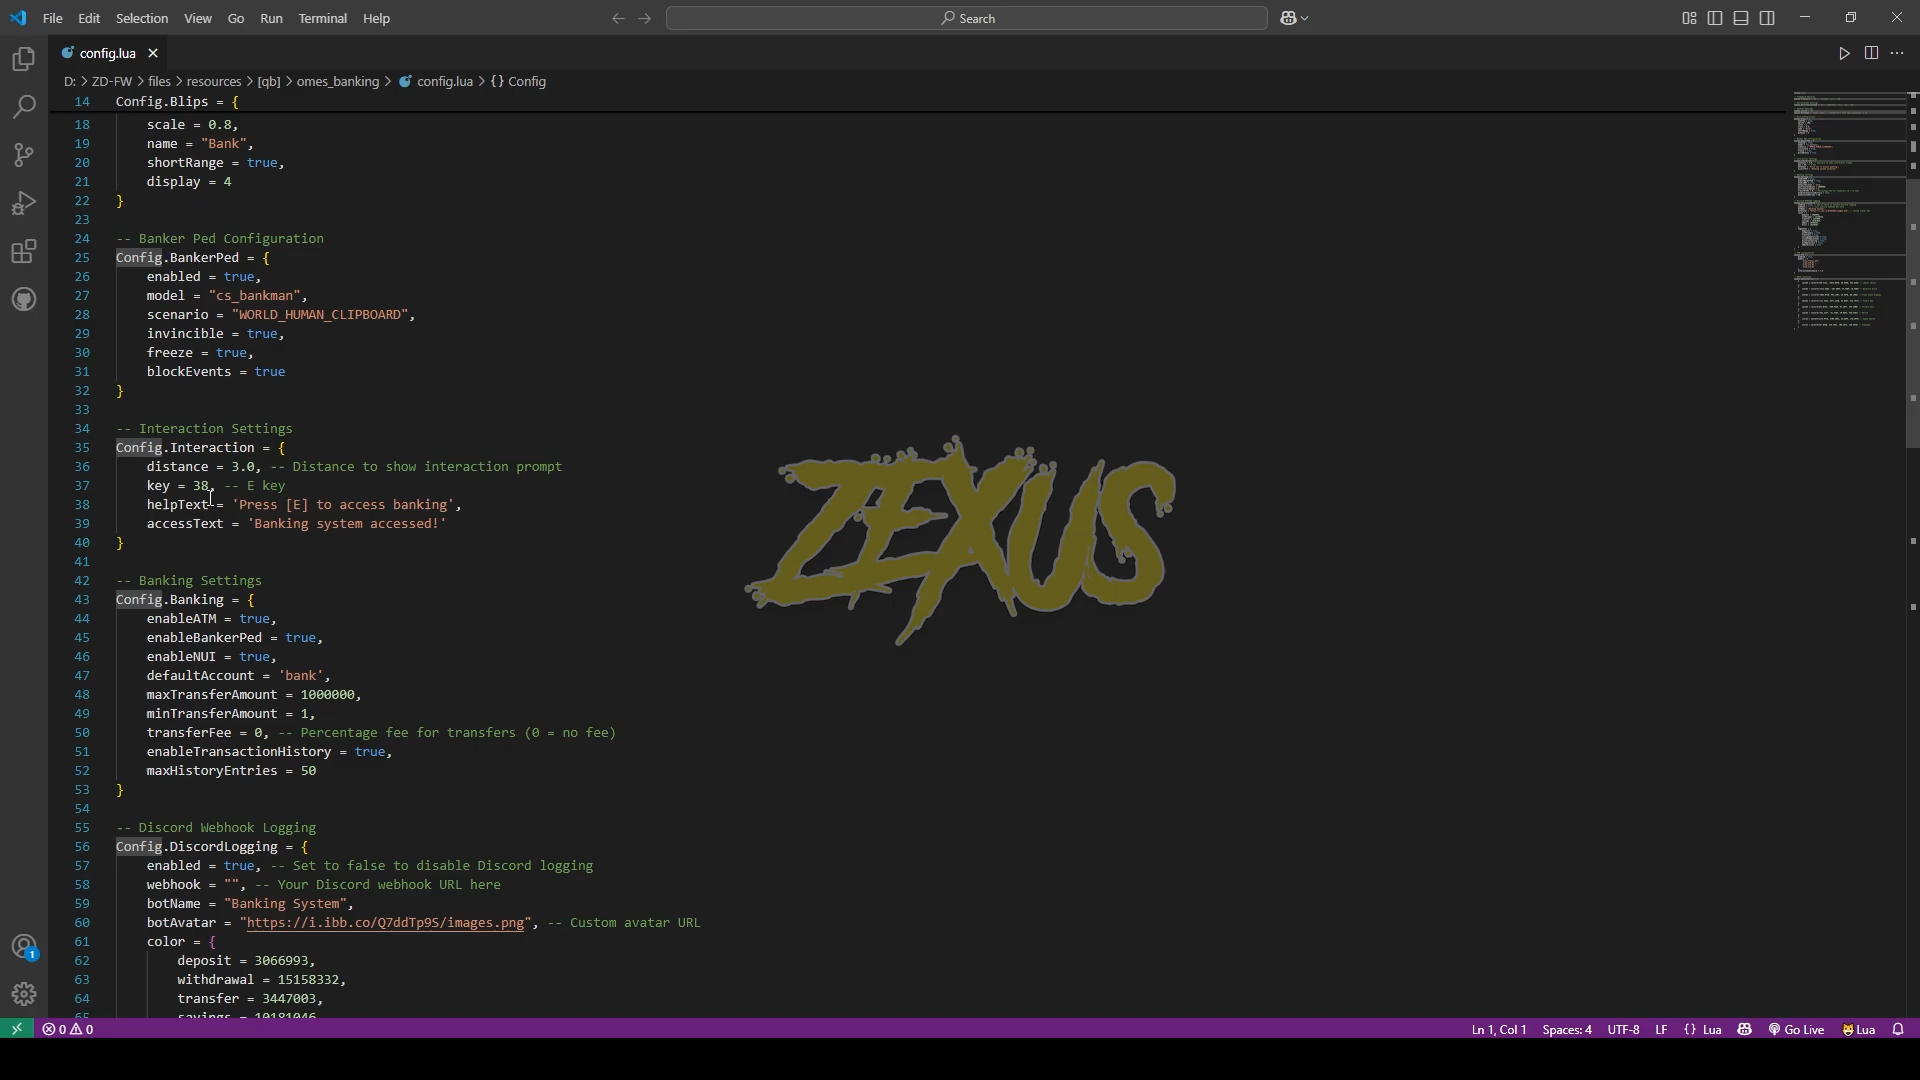 File Edit Selection View Go Run Terminal Help Search
config.lua
D: > ZD-FW > files > resources > [qb] > omes_banking > config.lua > {} Config
14 Config.Blips = {
18 scale = 0.8,
19 name = "Bank",
20 shortRange = true,
21 display = 4
22 }
23
24 -- Banker Ped Configuration
25 Config.BankerPed = {
26 enabled = true,
27 model = "cs_bankman",
28 scenario = "WORLD_HUMAN_CLIPBOARD",
29 invincible = true,
30 freeze = true,
31 blockEvents = true
32 }
33
34 -- Interaction Settings
35 Config.Interaction = {
36 distance = 3.0, -- Distance to show interaction prompt
37 key = 38, -- E key
38 helpText = 'Press [E] to access banking',
39 accessText = 'Banking system accessed!'
40 }
41
42 -- Banking Settings
43 Config.Banking = {
44 enableATM = true,
45 enableBankerPed = true,
46 enableNUI = true,
47 defaultAccount = 'bank',
48 maxTransferAmount = 1000000,
49 minTransferAmount = 1,
50 transferFee = 0, -- Percentage fee for transfers (0 = no fee)
51 enableTransactionHistory = true,
52 maxHistoryEntries = 50
53 }
54
55 -- Discord Webhook Logging
56 Config.DiscordLogging = {
57 enabled = true, -- Set to false to disable Discord logging
58 webhook = "", -- Your Discord webhook URL here
59 botName = "Banking System",
60 botAvatar = "https://i.ibb.co/Q7ddTp9S/images.png", -- Custom avatar URL
61 color = {
62 deposit = 3066993,
63 withdrawal = 15158332,
64 transfer = 3447003,
65 savings = 10181046
ZEXUS
1
0 0 Ln 1, Col 1 Spaces: 4 UTF-8 LF {} Lua Go Live Lua